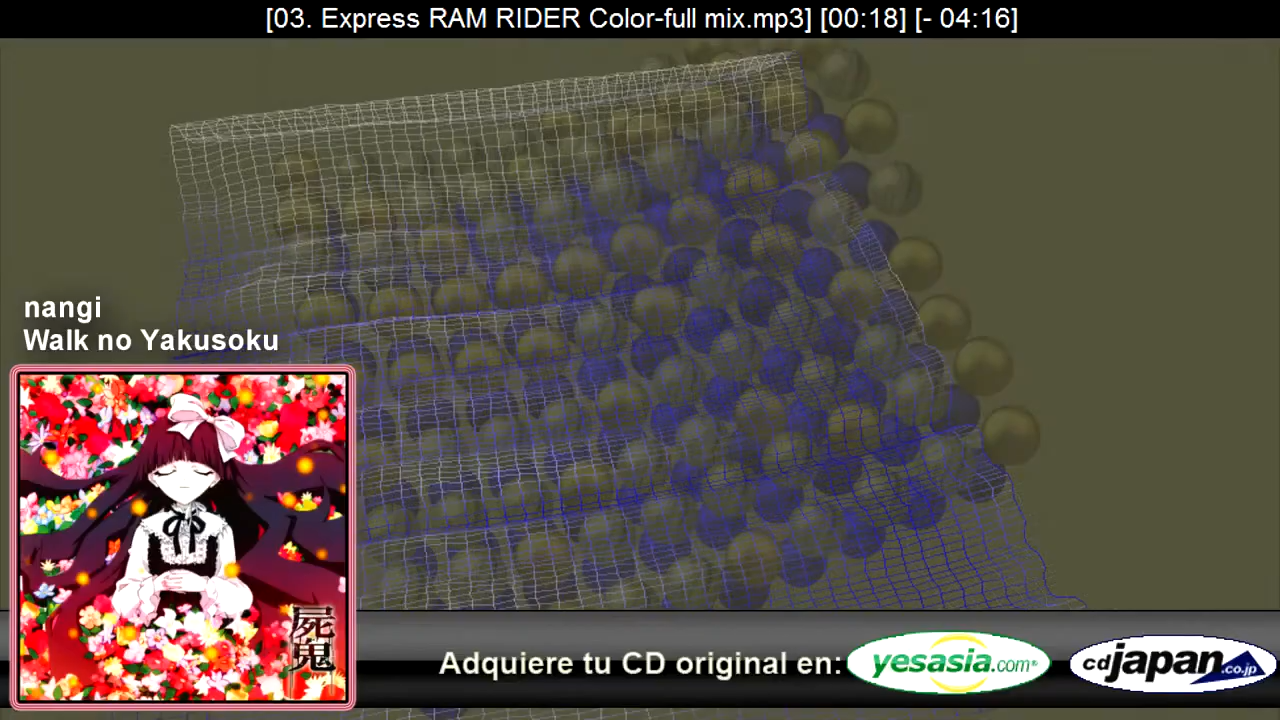 [03. Express RAM RIDER Color-full mix.mp3] [00:18] [- 04:16]
nangi
Walk no Yakusoku
屍鬼
Adquiere tu CD original en:
yesasia.com®
cdjapan.co.jp